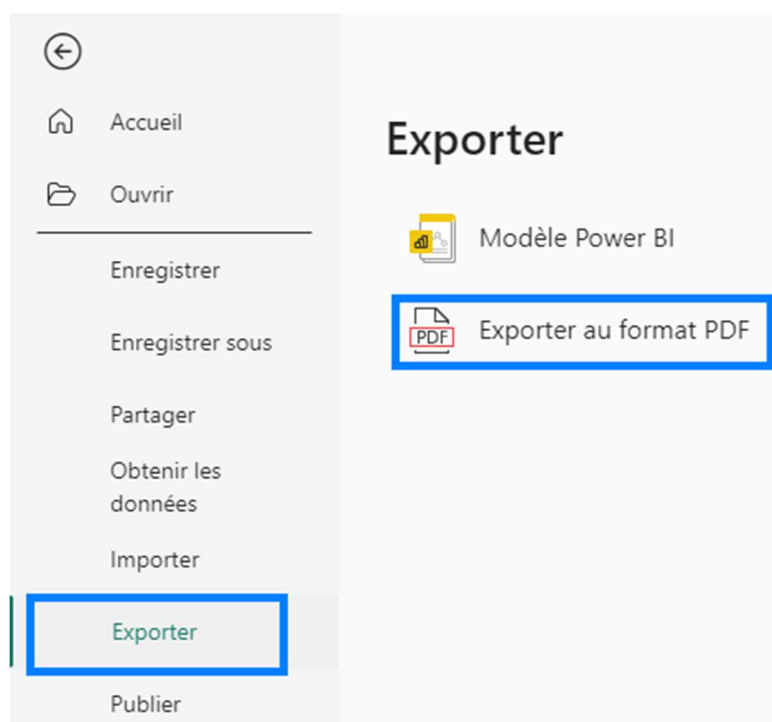 Accueil
Ouvrir
Enregistrer
Enregistrer sous
Partager
Obtenir les
données
Importer
Exporter
Publier
Exporter
Modèle Power BI
PDF
Exporter au format PDF